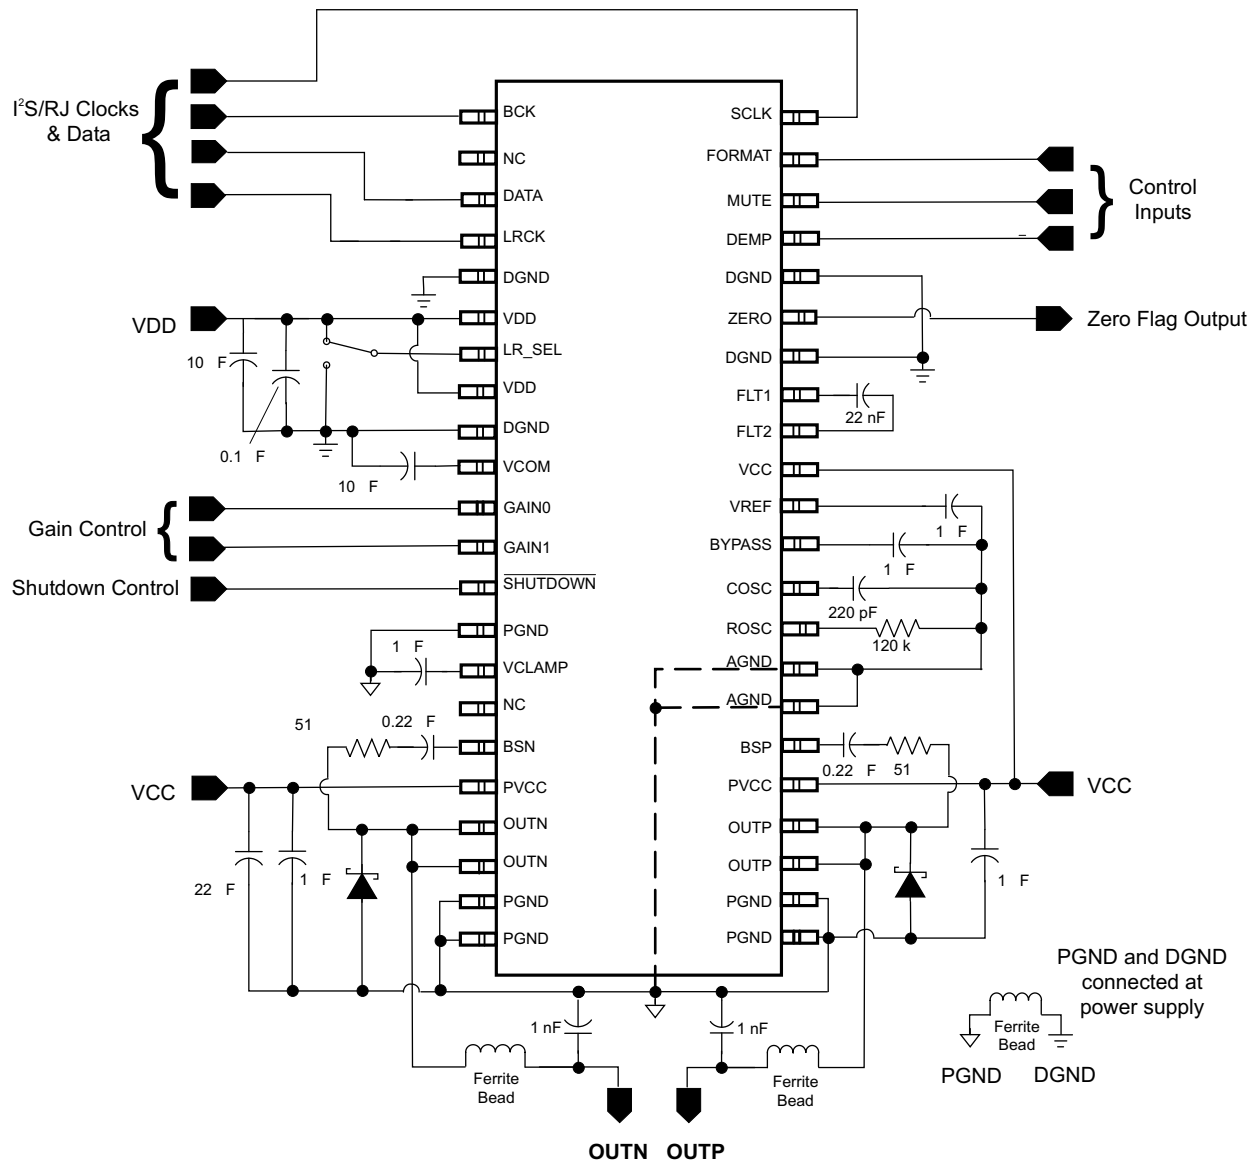 I²S/RJ Clocks
& Data
BCK
NC
DATA
LRCK
DGND
VDD
VDD
LR_SEL
VDD
10 F
0.1 F
DGND
VCOM
10 F
Gain Control
GAIN0
GAIN1
Shutdown Control
SHUTDOWN
PGND
1 F
VCLAMP
NC
51
0.22 F
BSN
VCC
PVCC
OUTN
OUTN
22 F
1 F
PGND
PGND
SCLK
FORMAT
MUTE
DEMP
Control
Inputs
DGND
ZERO
Zero Flag Output
DGND
FLT1
22 nF
FLT2
VCC
VREF
1 F
BYPASS
1 F
COSC
220 pF
ROSC
120 k
AGND
AGND
BSP
0.22 F
51
PVCC
VCC
OUTP
OUTP
1 F
PGND
PGND
1 nF
1 nF
Ferrite
Bead
Ferrite
Bead
OUTN
OUTP
PGND and DGND
connected at
power supply
Ferrite
Bead
PGND
DGND